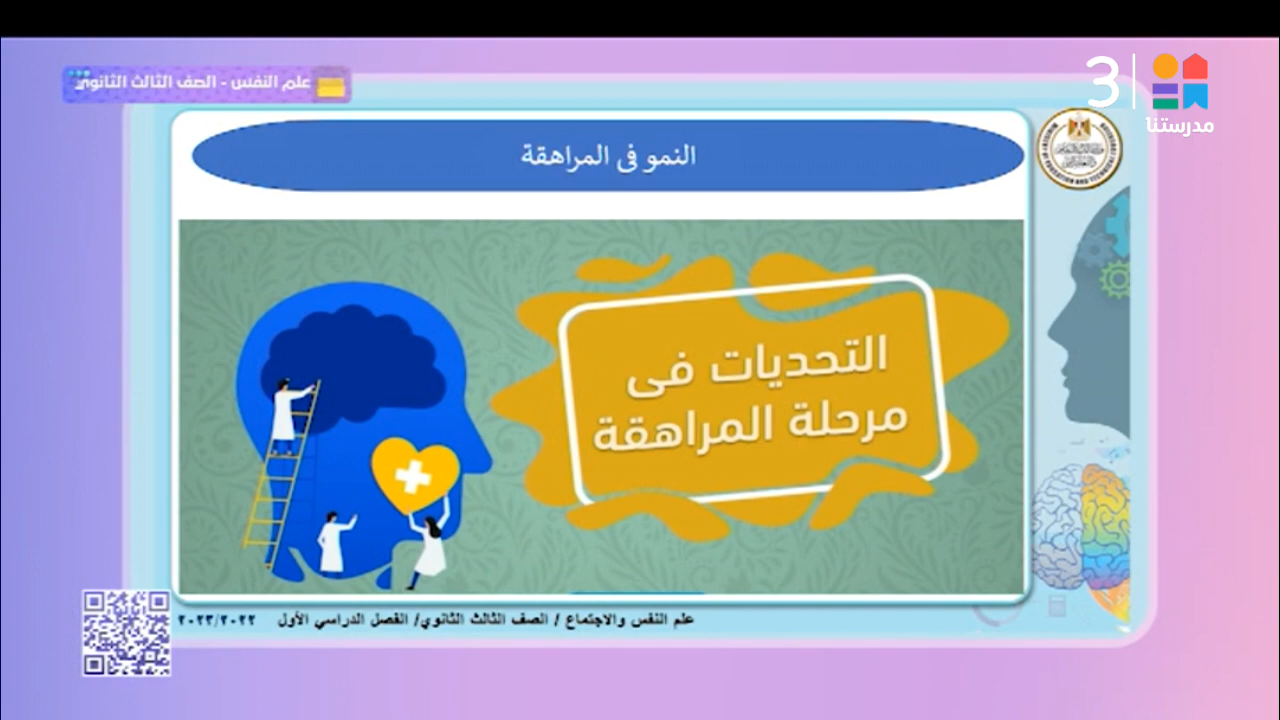 علم النفس - الصف الثالث الثانوي
3
مدرستنا
النمو فى المراهقة
التحديات فى
مرحلة المراهقة
علم النفس والاجتماع / الصف الثالث الثانوي/ الفصل الدراسي الأول ٢٠٢٣/٢٠٢٢